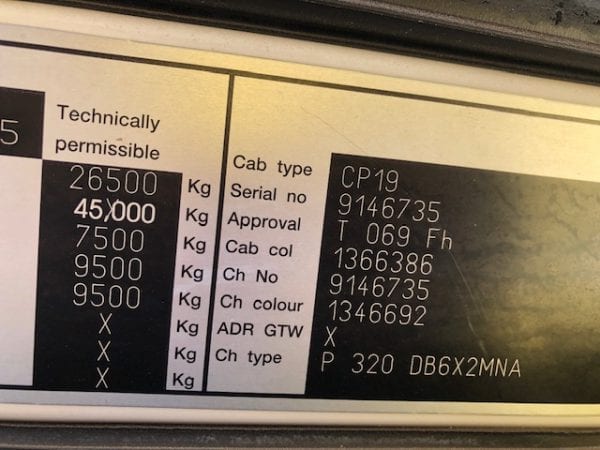 5
Technically
permissible
26500 Kg
45,000 Kg
7500 Kg
9500 Kg
9500 Kg
X Kg
X Kg
X Kg
Cab type CP19
Serial no 9146735
Approval T 069 Fh
Cab col 1366386
Ch No 9146735
Ch colour 1346692
ADR GTW X
Ch type P 320 DB6X2MNA